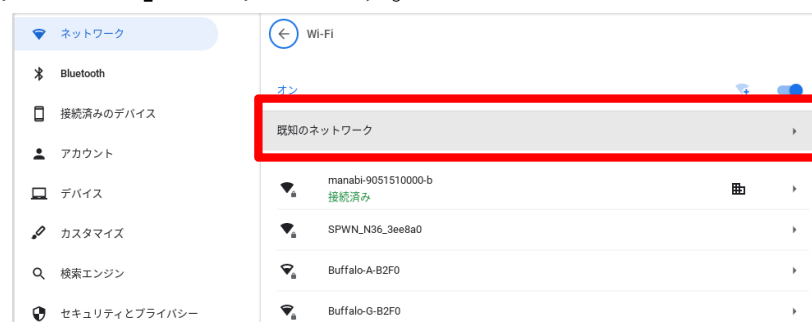 ネットワーク
Bluetooth
接続済みのデバイス
アカウント
デバイス
カスタマイズ
検索エンジン
セキュリティとプライバシー
Wi-Fi
オン
既知のネットワーク
manabi-9051510000-b
接続済み
SPWN_N36_3ee8a0
Buffalo-A-B2F0
Buffalo-G-B2F0